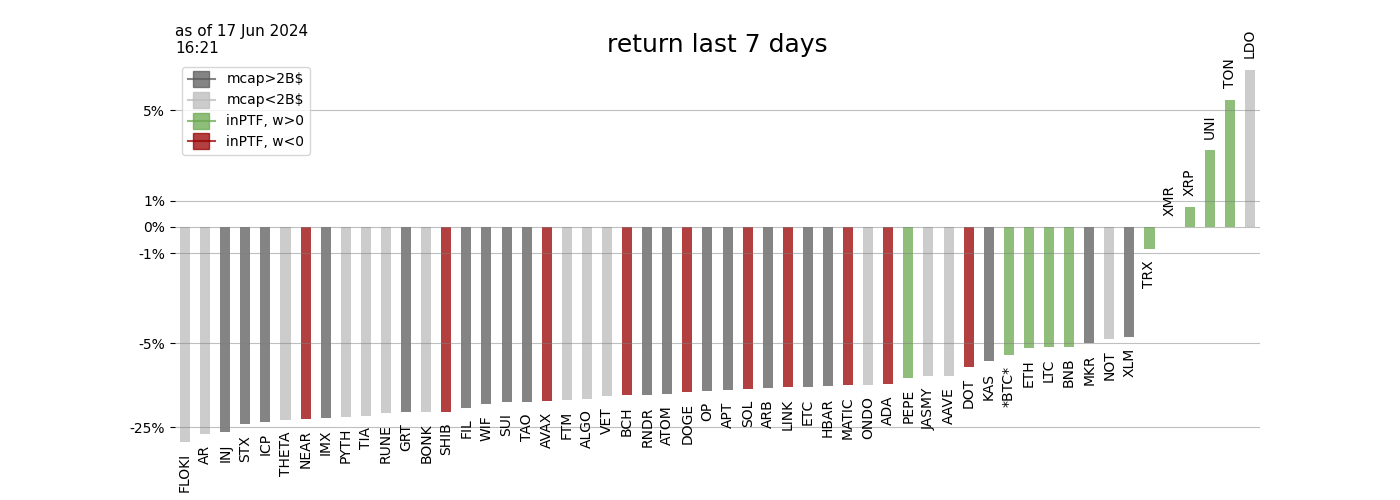 as of 17 Jun 2024
16:21
return last 7 days
mcap>2B$
mcap<2B$
inPTF, w>0
inPTF, w<0
5%
1%
0%
-1%
-5%
-25%
FLOKI
AR
INJ
STX
ICP
THETA
NEAR
IMX
PYTH
TIA
RUNE
GRT
BONK
SHIB
FIL
WIF
SUI
TAO
AVAX
FTM
ALGO
VET
BCH
RNDR
ATOM
DOGE
OP
APT
SOL
ARB
LINK
ETC
HBAR
MATIC
ONDO
ADA
PEPE
JASMY
AAVE
DOT
KAS
*BTC*
ETH
LTC
BNB
MKR
NOT
XLM
TRX
XMR
XRP
UNI
TON
LDO